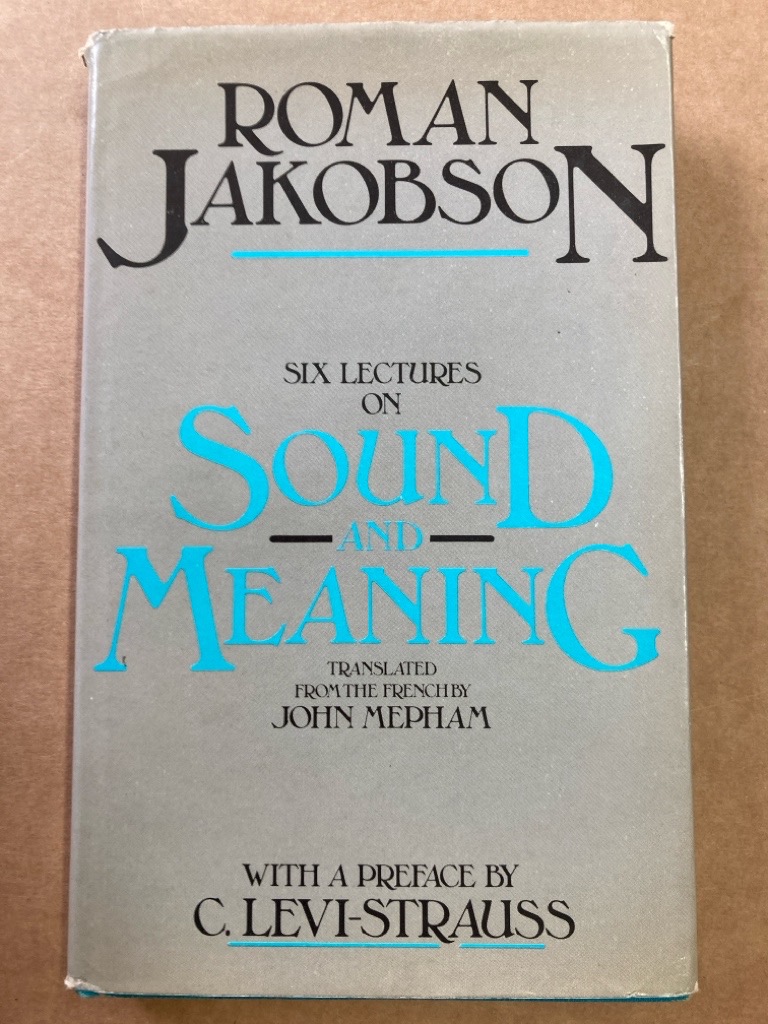 ROMAN
JAKOBSON
SIX LECTURES
ON
SOUND
AND
MEANING
TRANSLATED
FROM THE FRENCH BY
JOHN MEPHAM
WITH A PREFACE BY
C. LEVI-STRAUSS